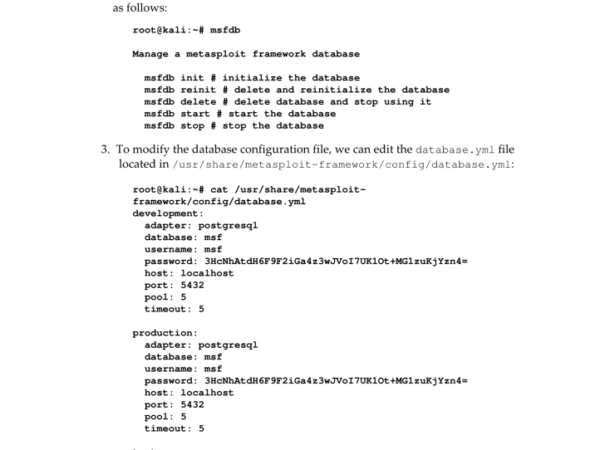 as follows:
root@kali:~# msfdb
Manage a metasploit framework database
msfdb init # initialize the database
msfdb reinit # delete and reinitialize the database
msfdb delete # delete database and stop using it
msfdb start # start the database
msfdb stop # stop the database
3. To modify the database configuration file, we can edit the database.yml file
located in /usr/share/metasploit-framework/config/database.yml:
root@kali:~# cat /usr/share/metasploit-
framework/config/database.yml
development:
adapter: postgresql
database: msf
username: msf
password: 3HcNhAtdH6F9F2iGa4z3wJVoI7UK1Ot+MG1zuKjYzn4=
host: localhost
port: 5432
pool: 5
timeout: 5
production:
adapter: postgresql
database: msf
username: msf
password: 3HcNhAtdH6F9F2iGa4z3wJVoI7UK1Ot+MG1zuKjYzn4=
host: localhost
port: 5432
pool: 5
timeout: 5